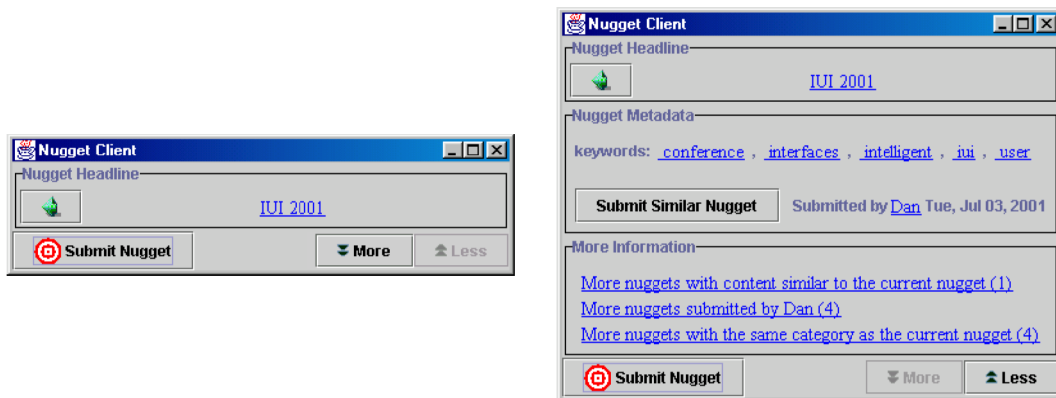 Nugget Client
Nugget Headline
IUI 2001
Submit Nugget More Less
Nugget Client
Nugget Headline
IUI 2001
Nugget Metadata
keywords: conference , interfaces , intelligent , iui , user
Submit Similar Nugget Submitted by Dan Tue, Jul 03, 2001
More Information
More nuggets with content similar to the current nugget (1)
More nuggets submitted by Dan (4)
More nuggets with the same category as the current nugget (4)
Submit Nugget More Less